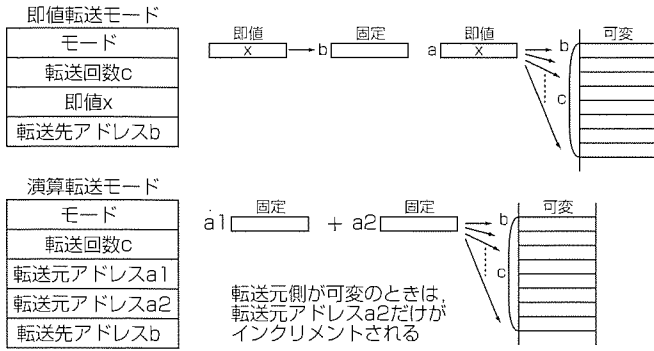 即値転送モード
モード
転送回数c
即値x
転送先アドレスb
即値
x
b
固定
a
即値
x
b
c
可変
演算転送モード
モード
転送回数c
転送元アドレスa1
転送元アドレスa2
転送先アドレスb
a1
固定
+
a2
固定
b
c
可変
転送元側が可変のときは,
転送元アドレスa2だけが
インクリメントされる